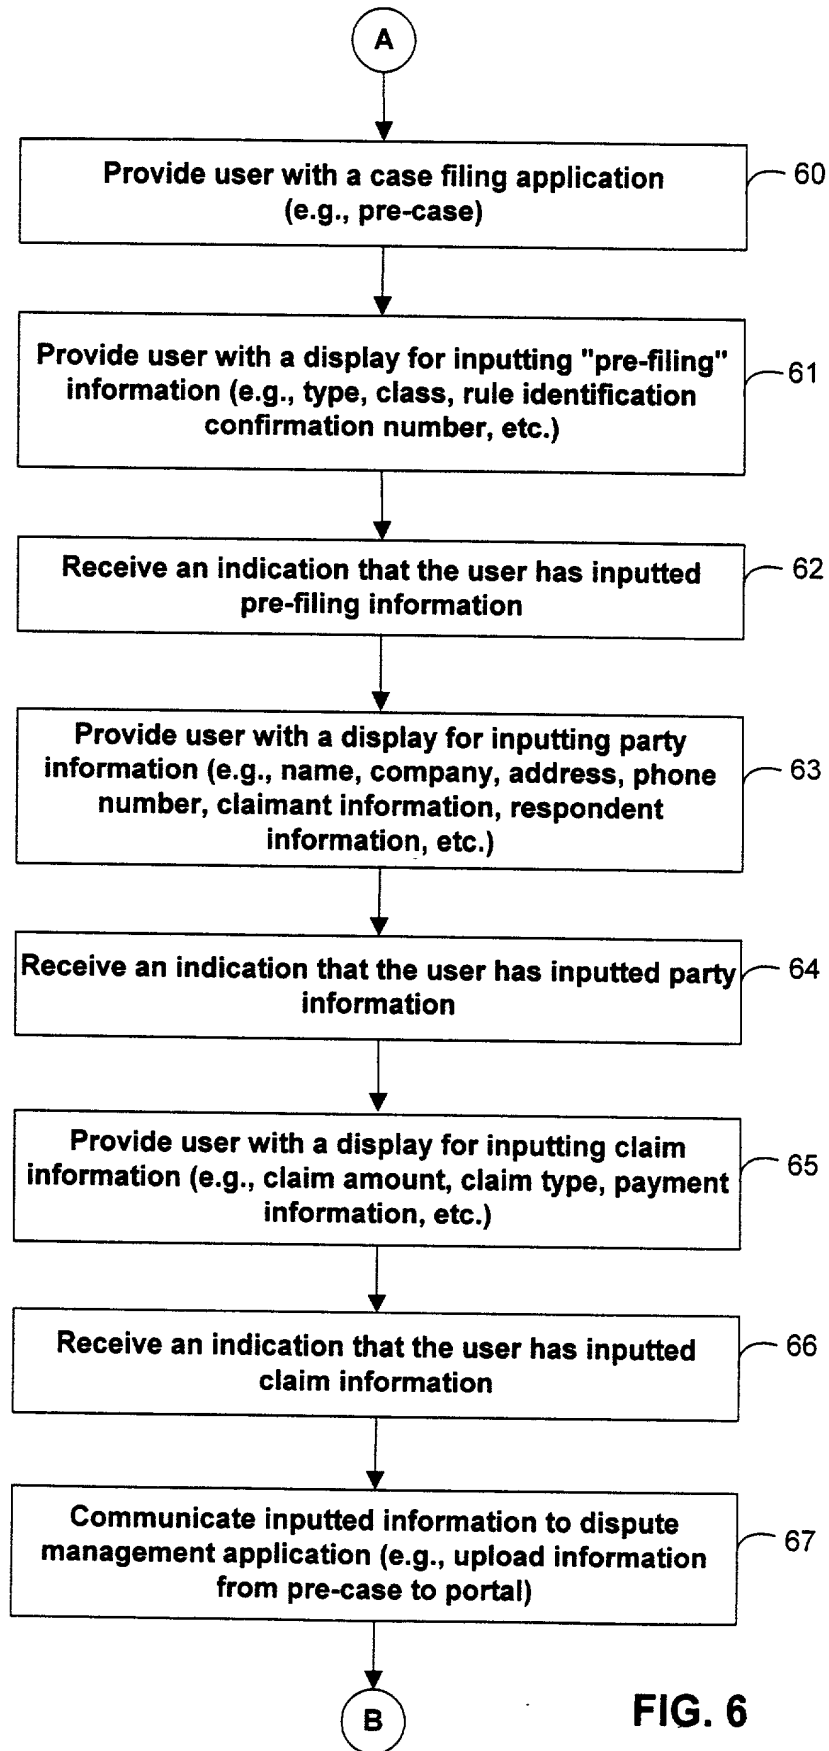 A
Provide user with a case filing application
(e.g., pre-case)
60
Provide user with a display for inputting "pre-filing"
information (e.g., type, class, rule identification
confirmation number, etc.)
61
Receive an indication that the user has inputted
pre-filing information
62
Provide user with a display for inputting party
information (e.g., name, company, address, phone
number, claimant information, respondent
information, etc.)
63
Receive an indication that the user has inputted party
information
64
Provide user with a display for inputting claim
information (e.g., claim amount, claim type, payment
information, etc.)
65
Receive an indication that the user has inputted
claim information
66
Communicate inputted information to dispute
management application (e.g., upload information
from pre-case to portal)
67
B
FIG. 6